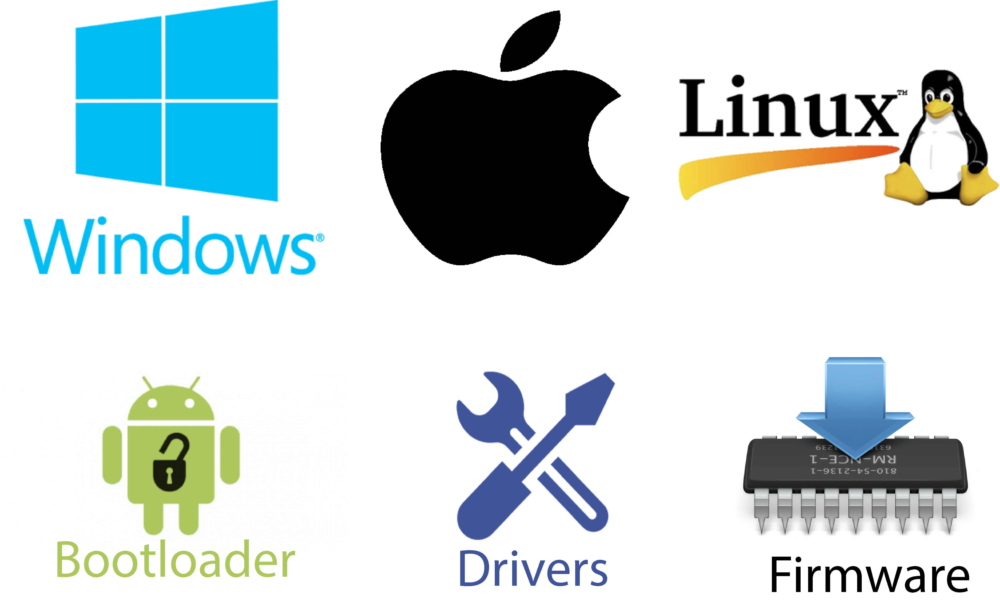 Linux™
Windows®
RM-NCE-1
810-54-2136-1
Bootloader
Drivers
Firmware